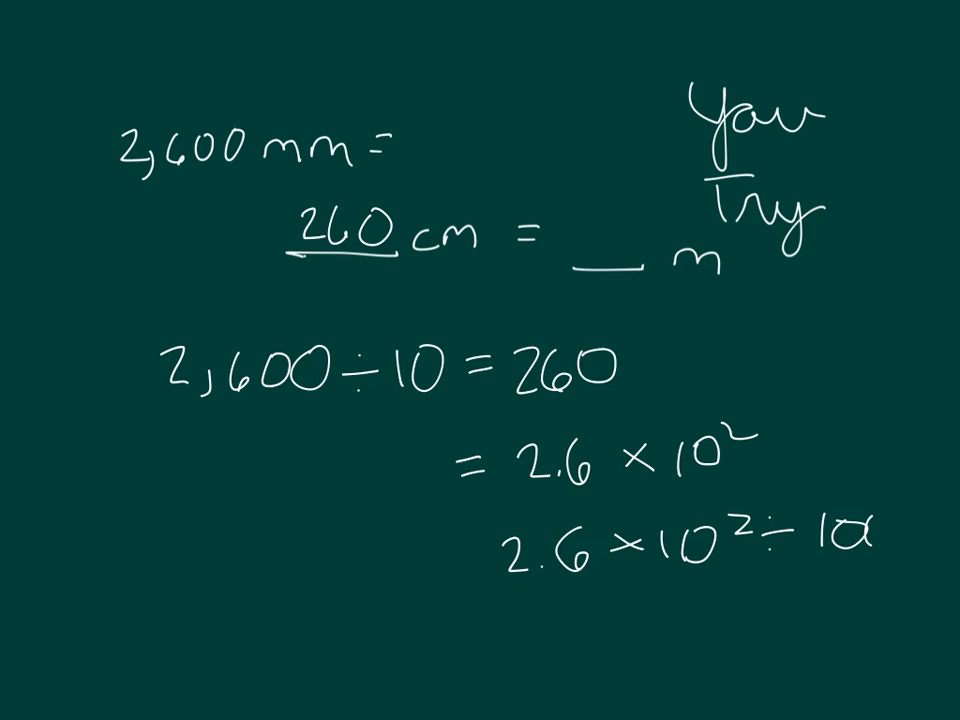 You
Try
2,600 mm =
260 cm = ___ m
2,600 ÷ 10 = 260
= 2.6 × 10²
2.6 × 10² ÷ 10